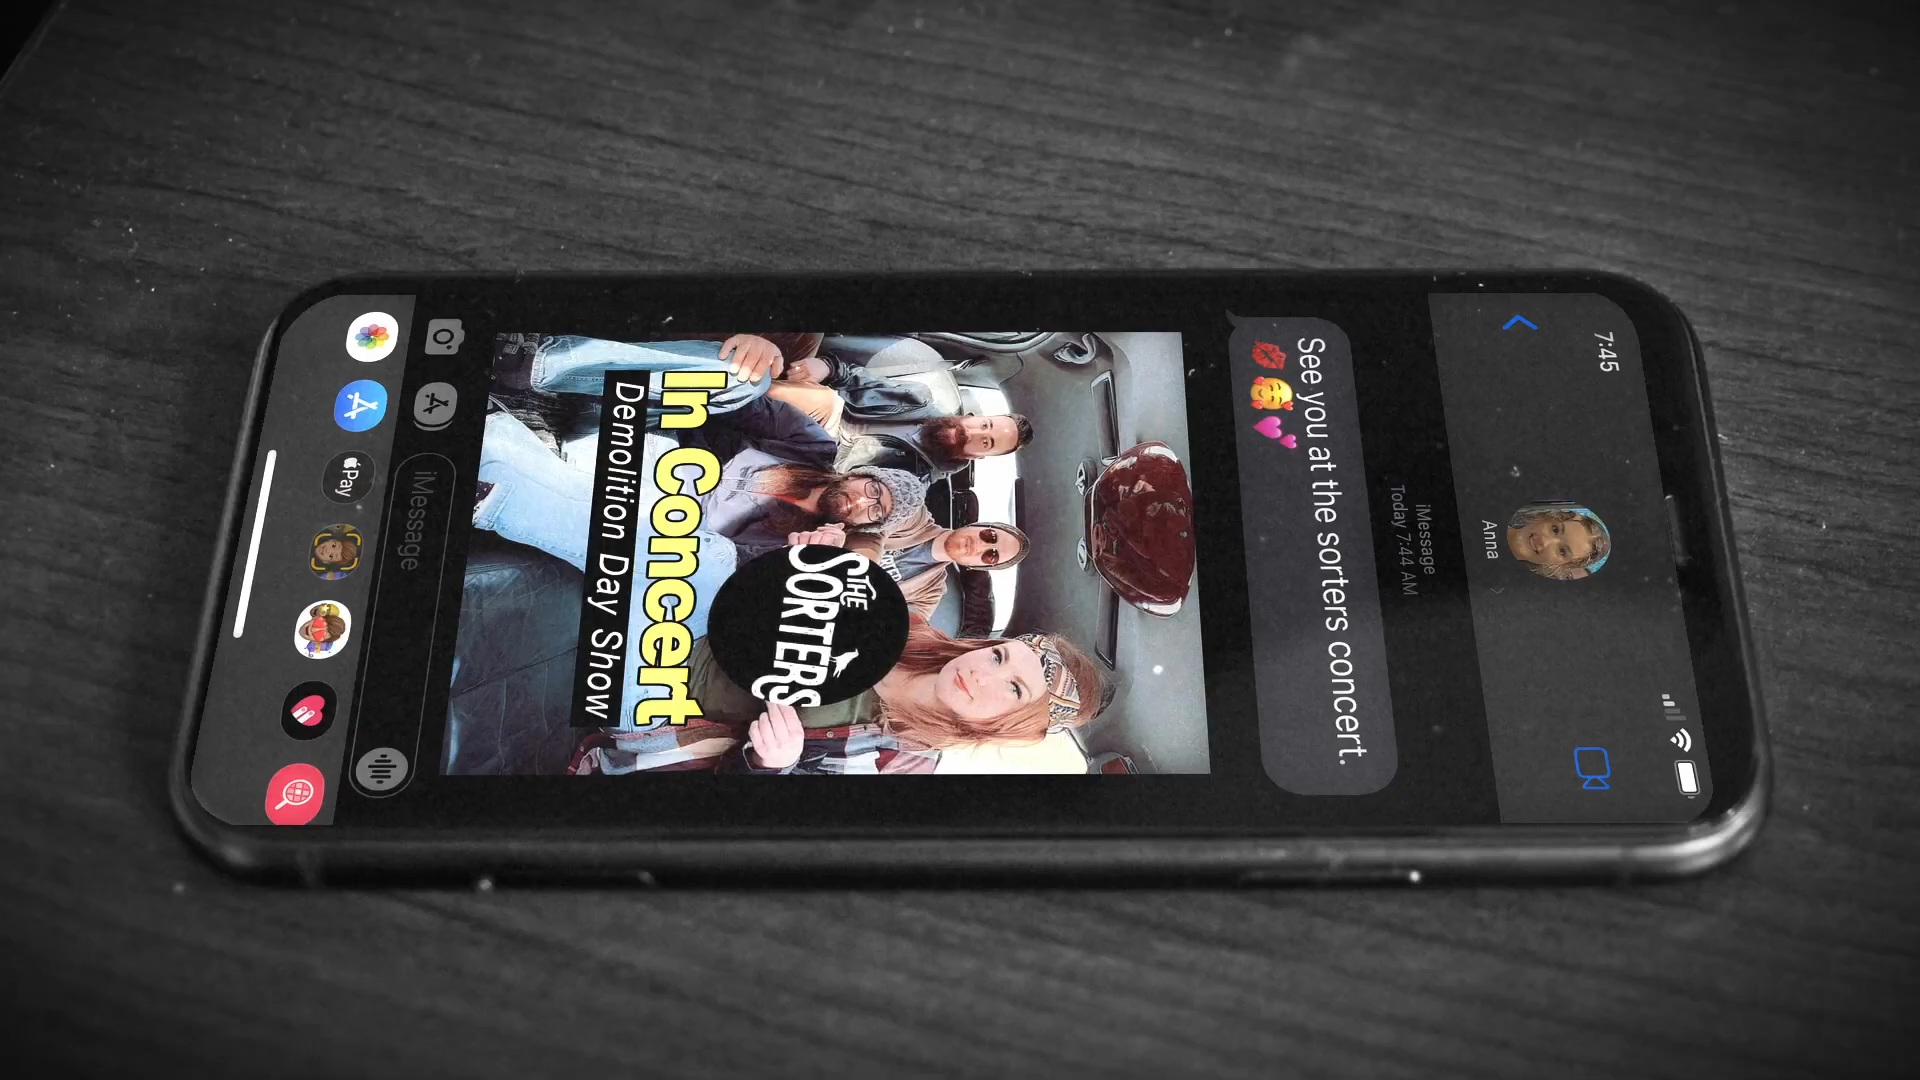 7:45
Anna
iMessage
Today 7:44 AM
See you at the sorters concert.
THE
SORTERS
In Concert
Demolition Day Show
iMessage
Pay